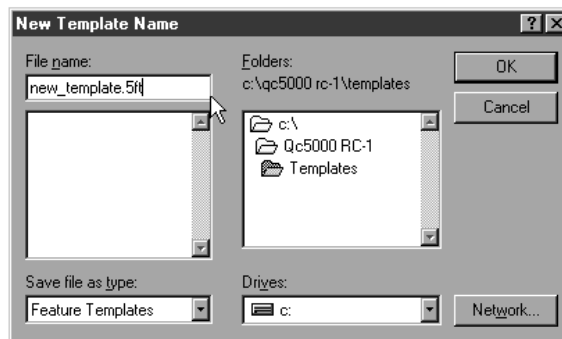 New Template Name
File name:
new_template.5ft
Folders:
c:\qc5000 rc-1\templates
c:\
Qc5000 RC-1
Templates
OK
Cancel
Save file as type:
Feature Templates
Drives:
c:
Network...